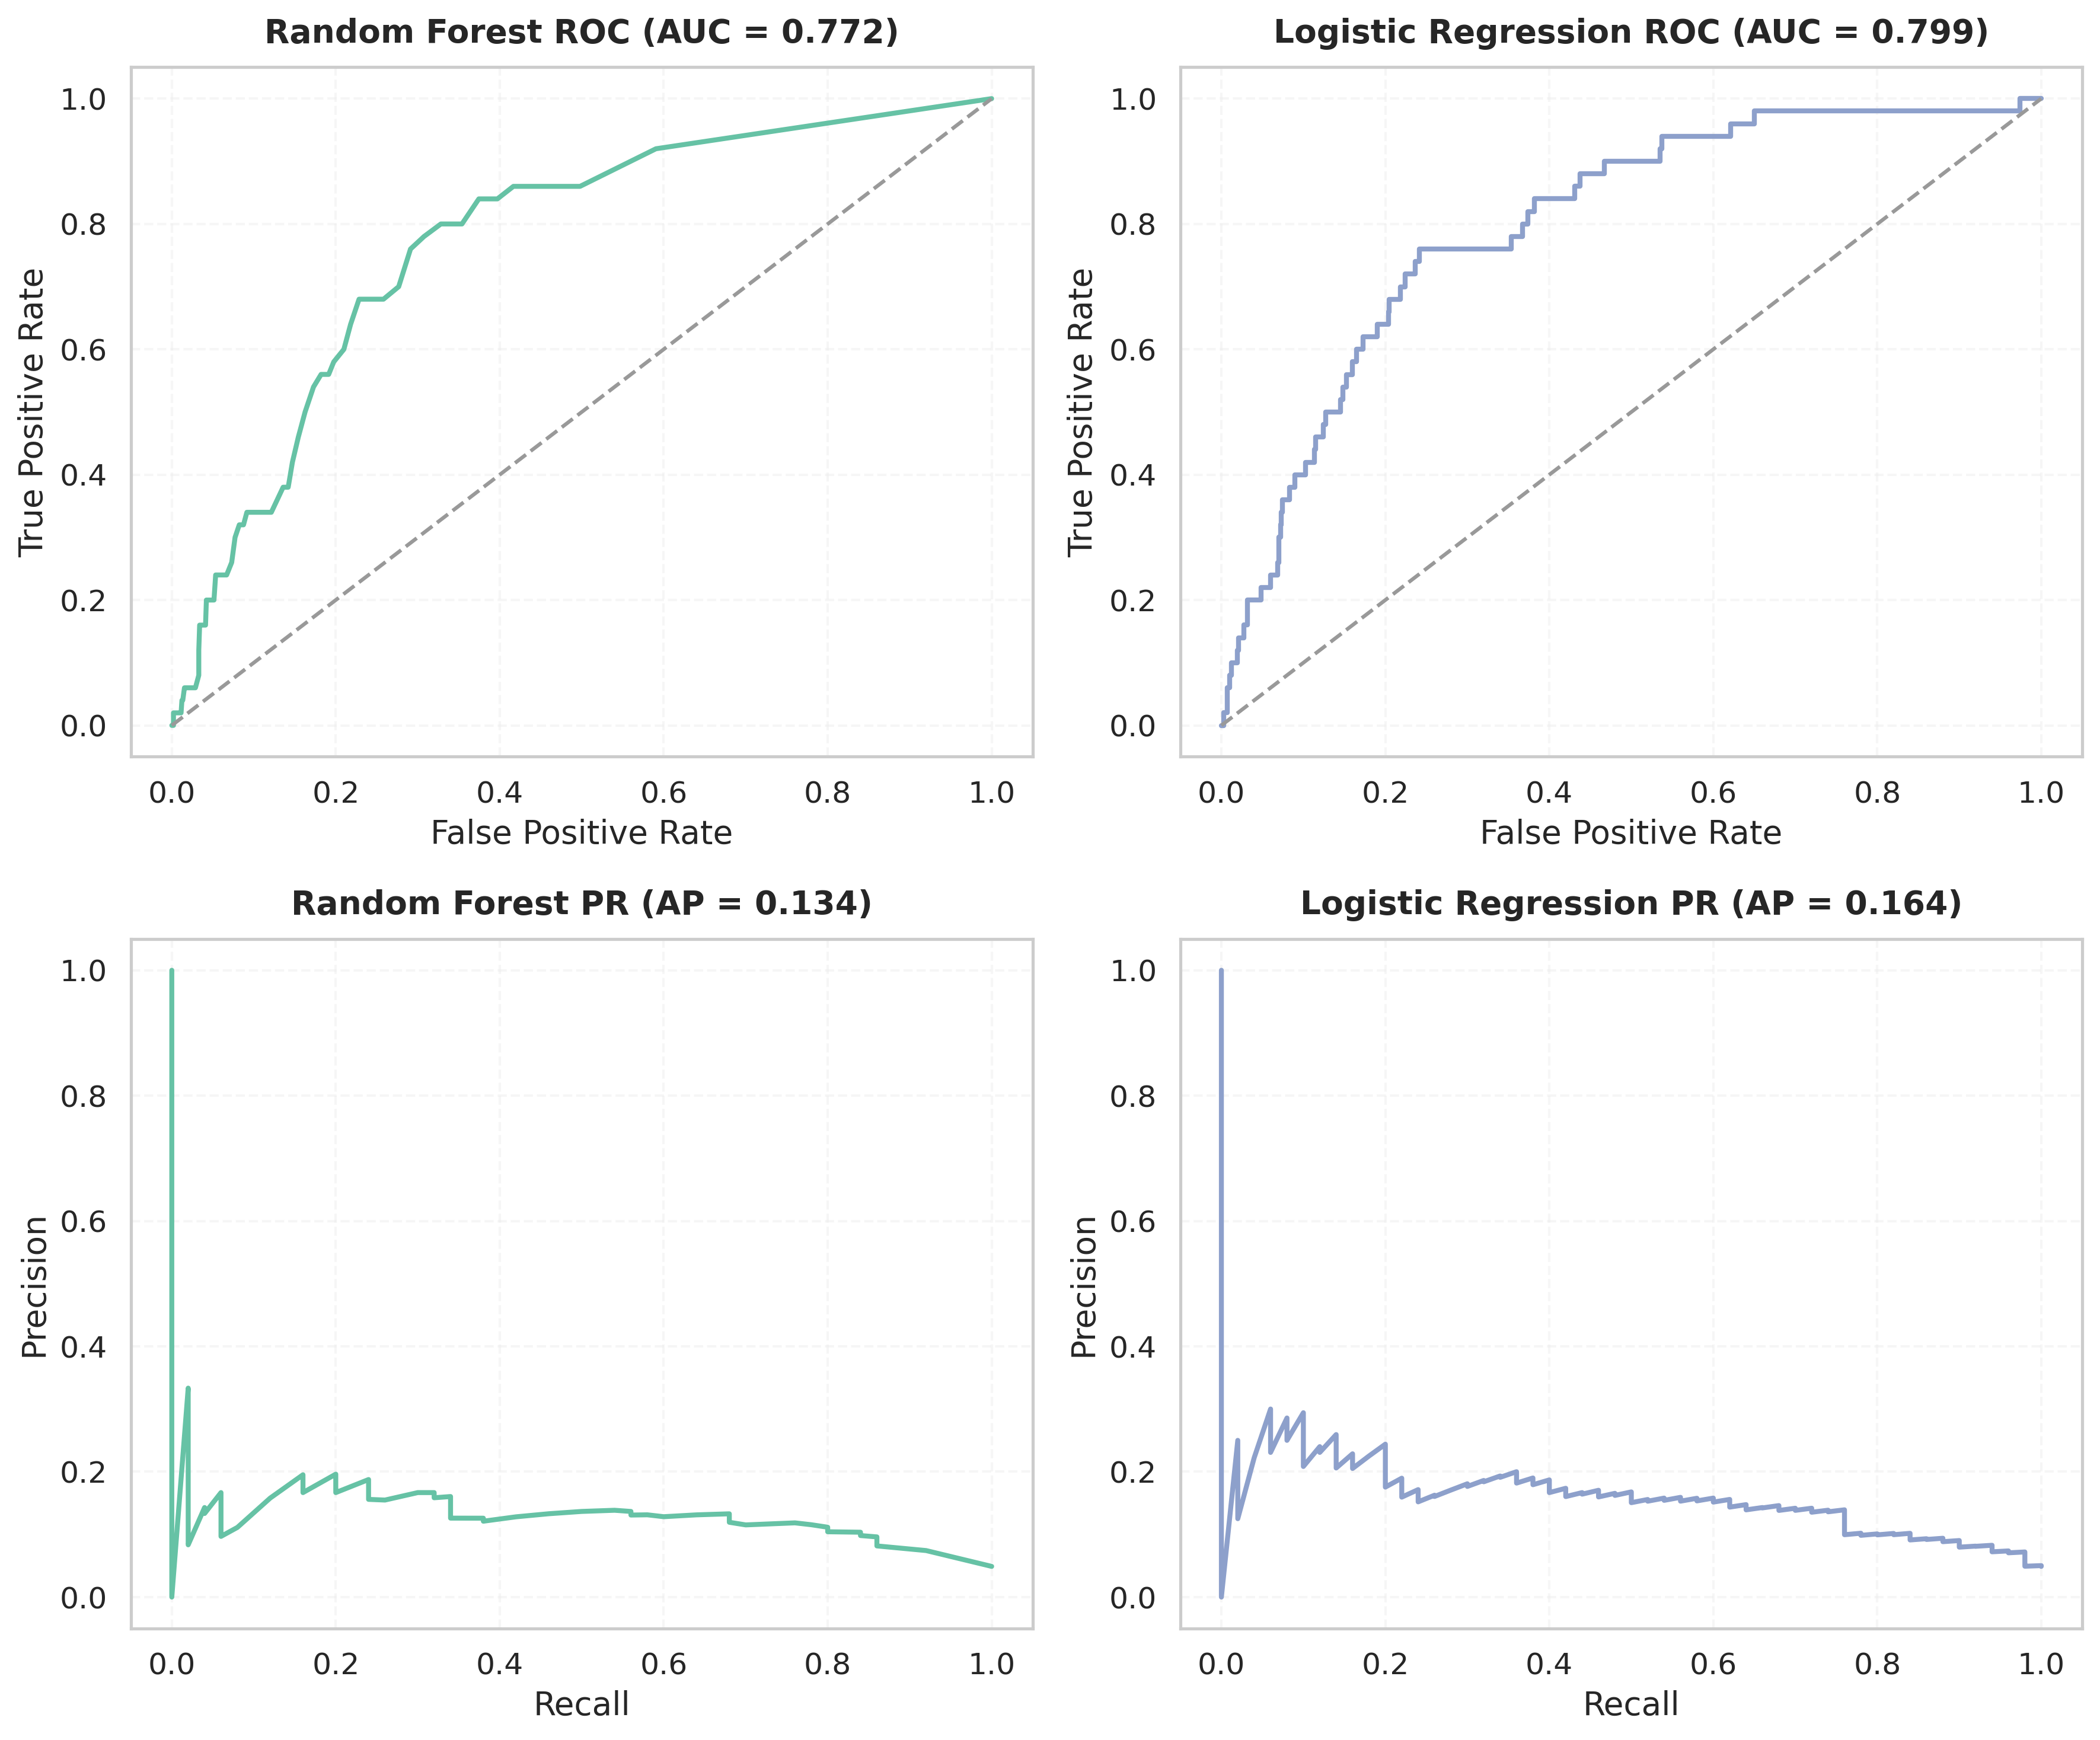 Random Forest ROC (AUC = 0.772)
1.0
0.8
0.6
0.4
0.2
0.0
True Positive Rate
0.0 0.2 0.4 0.6 0.8 1.0
False Positive Rate
Logistic Regression ROC (AUC = 0.799)
1.0
0.8
0.6
0.4
0.2
0.0
True Positive Rate
0.0 0.2 0.4 0.6 0.8 1.0
False Positive Rate
Random Forest PR (AP = 0.134)
1.0
0.8
0.6
0.4
0.2
0.0
Precision
0.0 0.2 0.4 0.6 0.8 1.0
Recall
Logistic Regression PR (AP = 0.164)
1.0
0.8
0.6
0.4
0.2
0.0
Precision
0.0 0.2 0.4 0.6 0.8 1.0
Recall